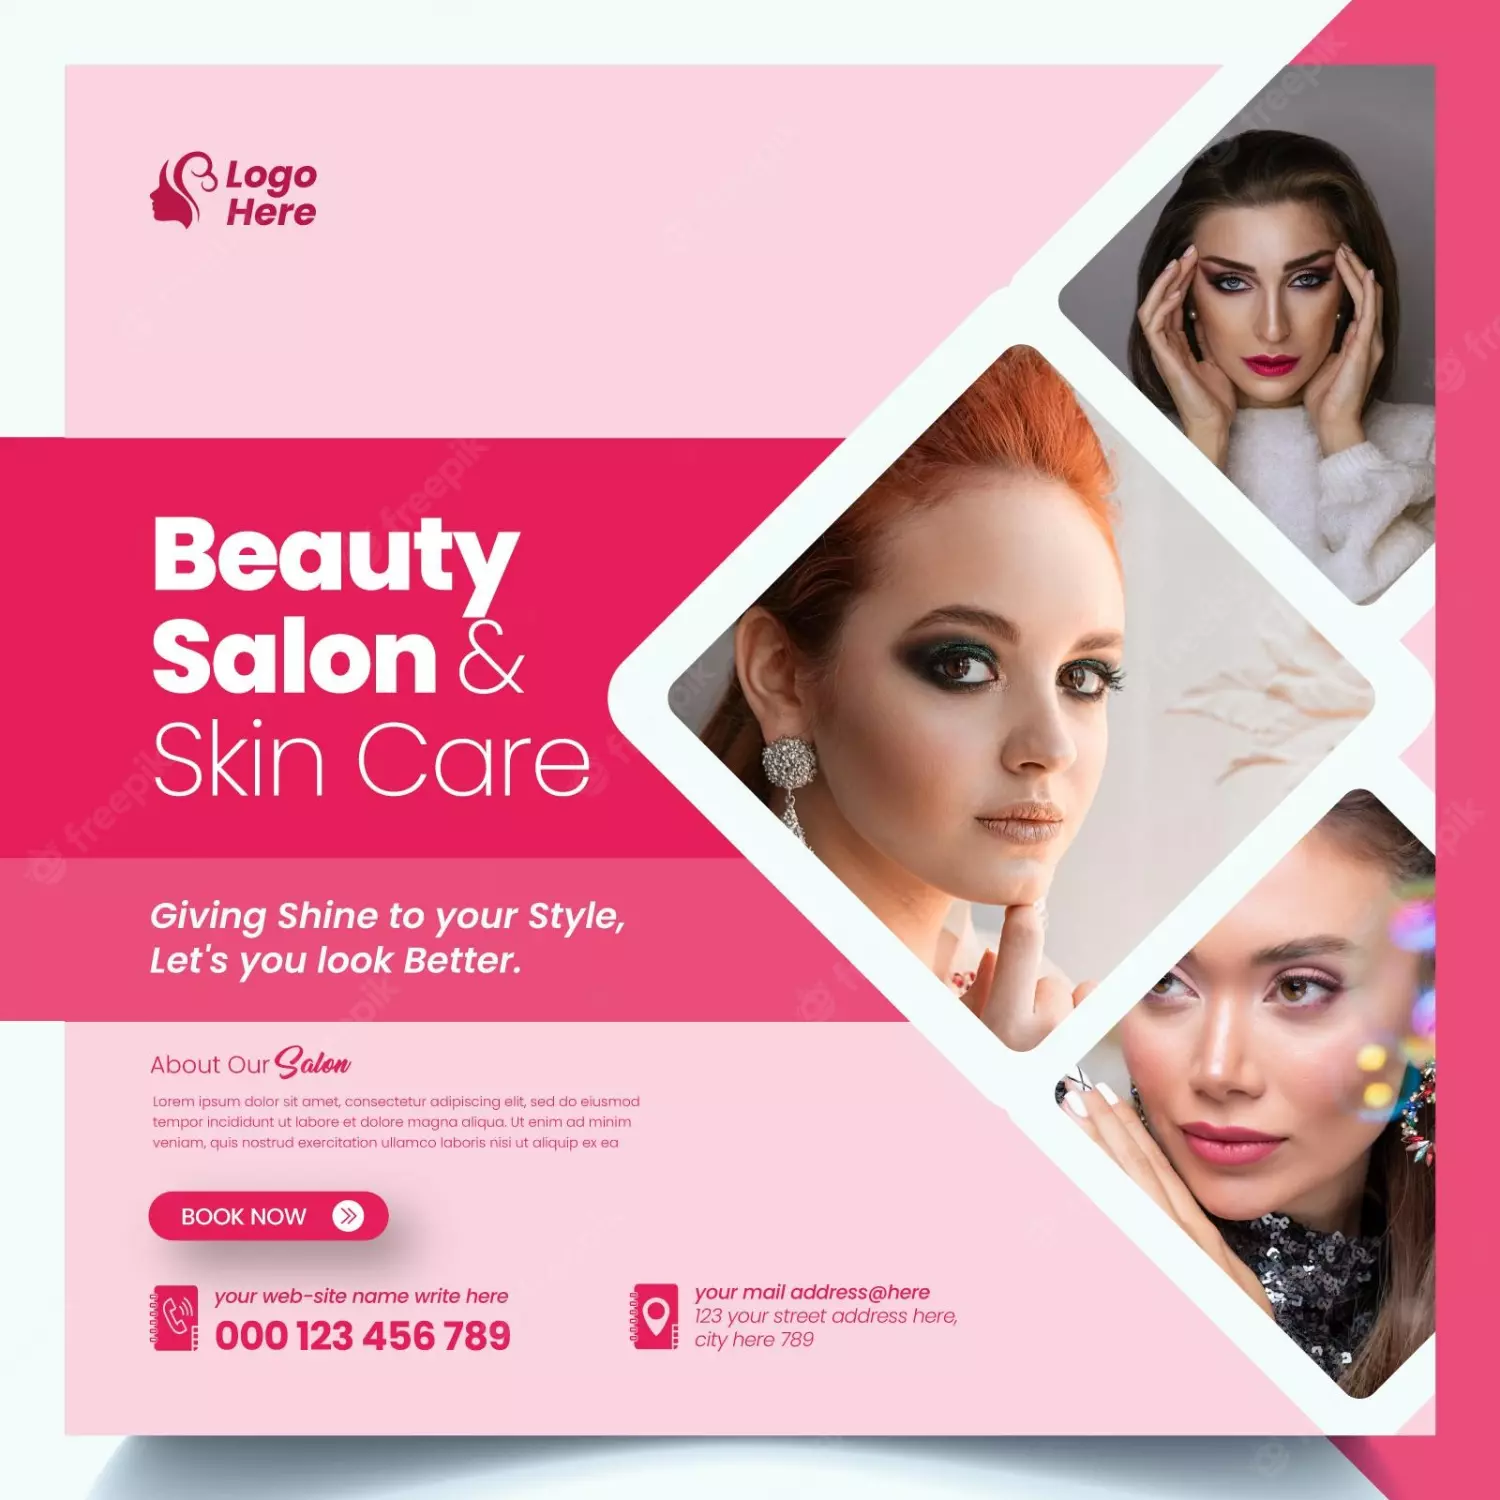 Logo
Here
Beauty
Salon &
Skin Care
Giving Shine to your Style,
Let's you look Better.
About Our Salon
Lorem ipsum dolor sit amet, consectetur adipiscing elit, sed do eiusmod
tempor incididunt ut labore et dolore magna aliqua. Ut enim ad minim
veniam, quis nostrud exercitation ullamco laboris nisi ut aliquip ex ea
BOOK NOW
your web-site name write here
000 123 456 789
your mail address@here
123 your street address here,
city here 789
freepik